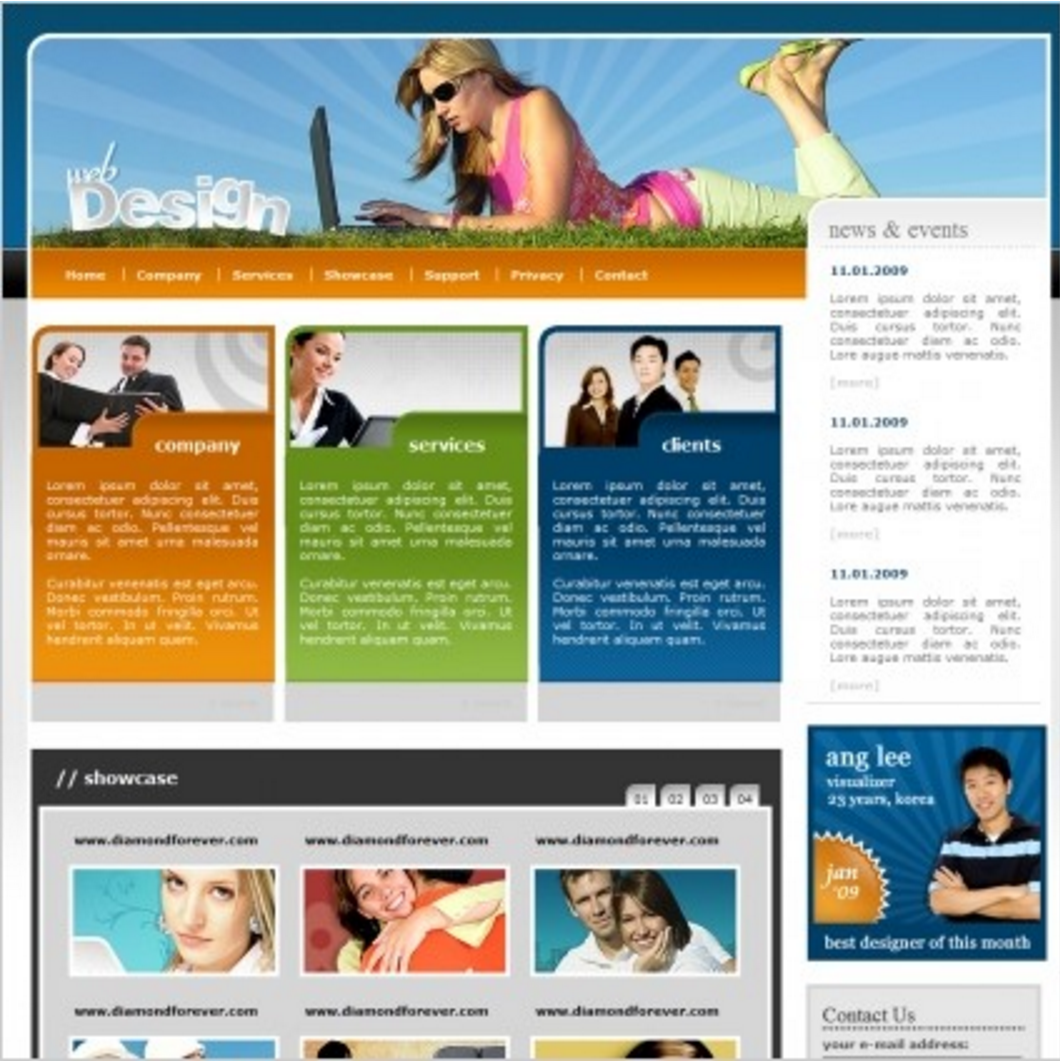 web
Design
Home | Company | Services | Showcase | Support | Privacy | Contact
news & events
11.01.2009
Lorem ipsum dolor sit amet,
consectetuer adipiscing elit.
Duis cursus tortor. Nunc
consectetuer diam ac odio.
Lore augue mattis venenatis.
[more]
11.01.2009
Lorem ipsum dolor sit amet,
consectetuer adipiscing elit.
Duis cursus tortor. Nunc
consectetuer diam ac odio.
Lore augue mattis venenatis.
[more]
11.01.2009
Lorem ipsum dolor sit amet,
consectetuer adipiscing elit.
Duis cursus tortor. Nunc
consectetuer diam ac odio.
Lore augue mattis venenatis.
[more]
company
Lorem ipsum dolor sit amet,
consectetuer adipiscing elit. Duis
cursus tortor. Nunc consectetuer
diam ac odio. Pellentesque vel
mauris sit amet urna malesuada
ornare.
Curabitur venenatis est eget arcu.
Donec vestibulum. Proin rutrum.
Morbi commodo fringilla orci. Ut
vel tortor. In ut velit. Vivamus
hendrerit aliquam quam.
services
Lorem ipsum dolor sit amet,
consectetuer adipiscing elit. Duis
cursus tortor. Nunc consectetuer
diam ac odio. Pellentesque vel
mauris sit amet urna malesuada
ornare.
Curabitur venenatis est eget arcu.
Donec vestibulum. Proin rutrum.
Morbi commodo fringilla orci. Ut
vel tortor. In ut velit. Vivamus
hendrerit aliquam quam.
clients
Lorem ipsum dolor sit amet,
consectetuer adipiscing elit. Duis
cursus tortor. Nunc consectetuer
diam ac odio. Pellentesque vel
mauris sit amet urna malesuada
ornare.
Curabitur venenatis est eget arcu.
Donec vestibulum. Proin rutrum.
Morbi commodo fringilla orci. Ut
vel tortor. In ut velit. Vivamus
hendrerit aliquam quam.
// showcase
01 02 03 04
www.diamondforever.com www.diamondforever.com www.diamondforever.com
www.diamondforever.com www.diamondforever.com www.diamondforever.com
ang lee
visualizer
23 years, korea
jan
'09
best designer of this month
Contact Us
your e-mail address: